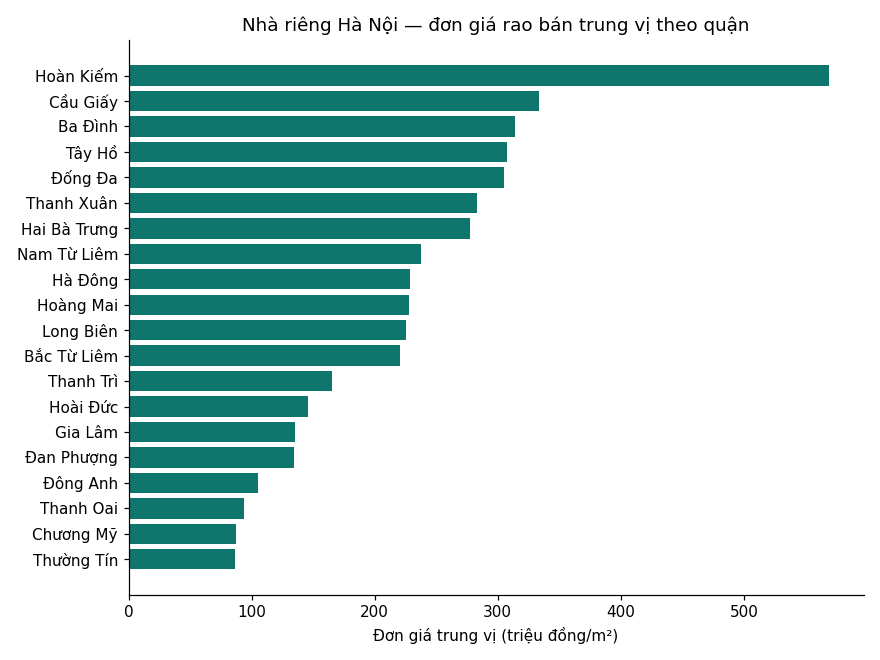 Nhà riêng Hà Nội — đơn giá rao bán trung vị theo quận
Hoàn Kiếm
Cầu Giấy
Ba Đình
Tây Hồ
Đống Đa
Thanh Xuân
Hai Bà Trưng
Nam Từ Liêm
Hà Đông
Hoàng Mai
Long Biên
Bắc Từ Liêm
Thanh Trì
Hoài Đức
Gia Lâm
Đan Phượng
Đông Anh
Thanh Oai
Chương Mỹ
Thường Tín
0 100 200 300 400 500
Đơn giá trung vị (triệu đồng/m²)